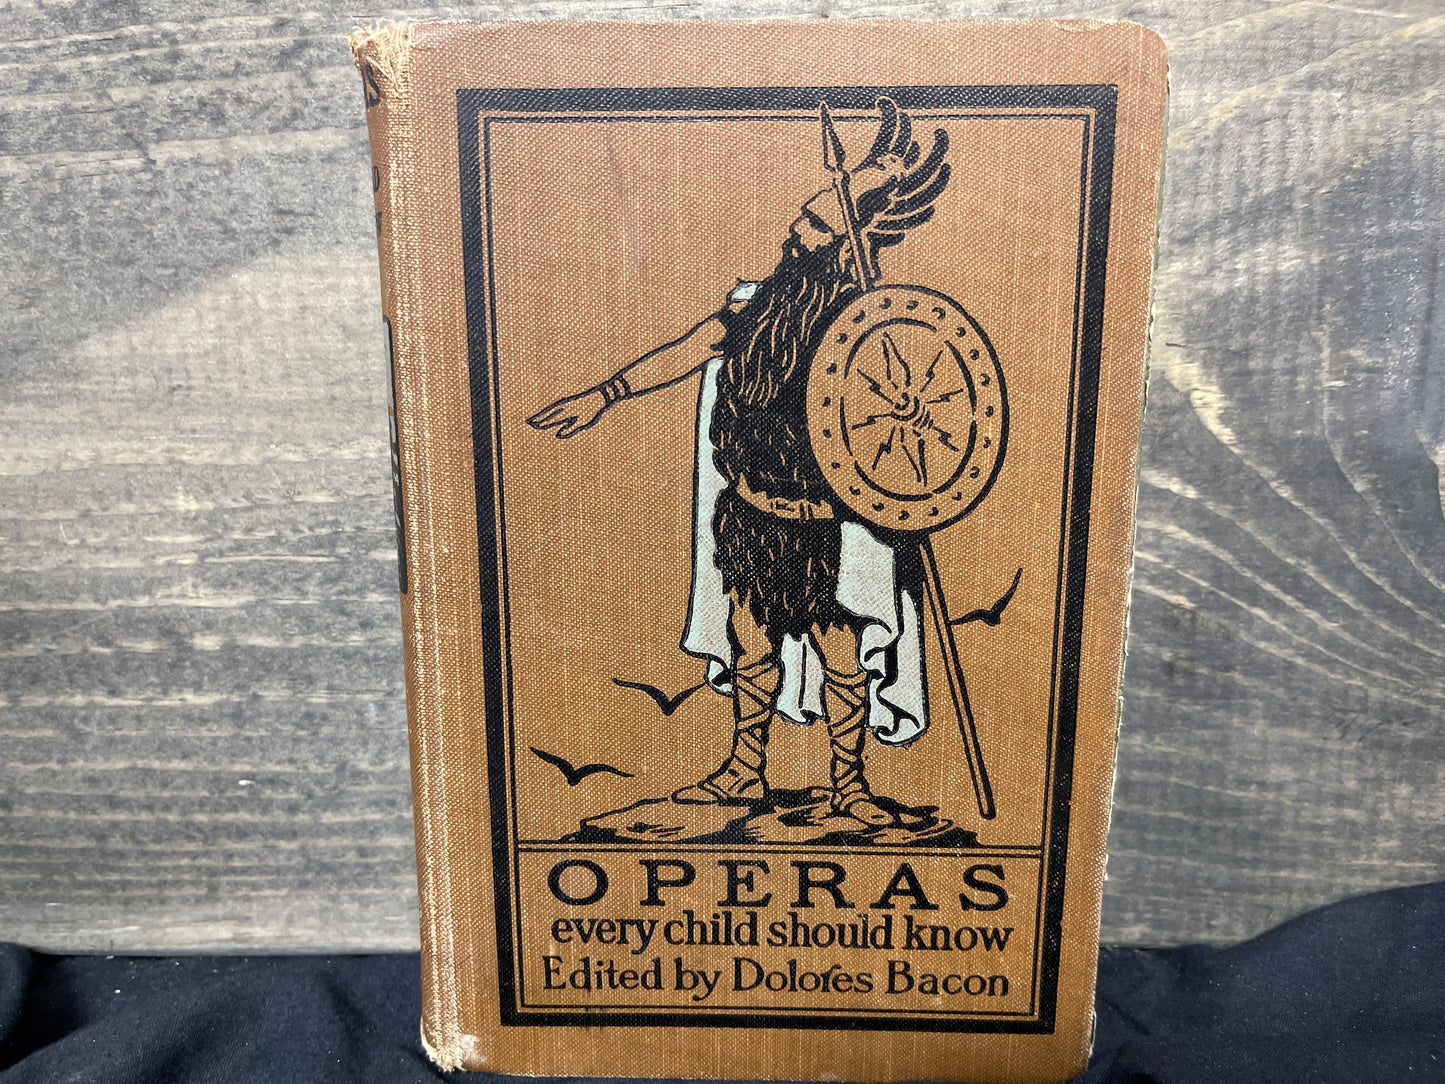 OPERAS
every child should know
Edited by Dolores Bacon